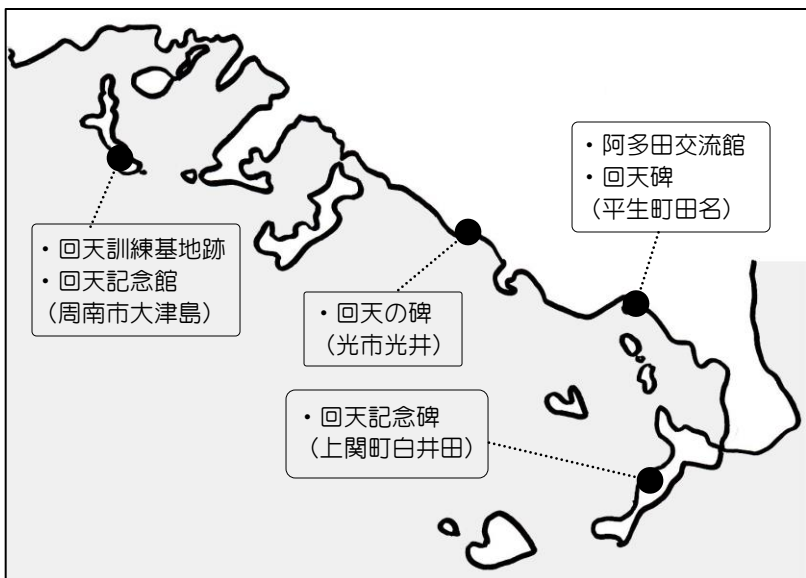 ・阿多田交流館
・回天碑
（平生町田名）
・回天訓練基地跡
・回天記念館
（周南市大津島）
・回天の碑
（光市光井）
・回天記念碑
（上関町白井田）